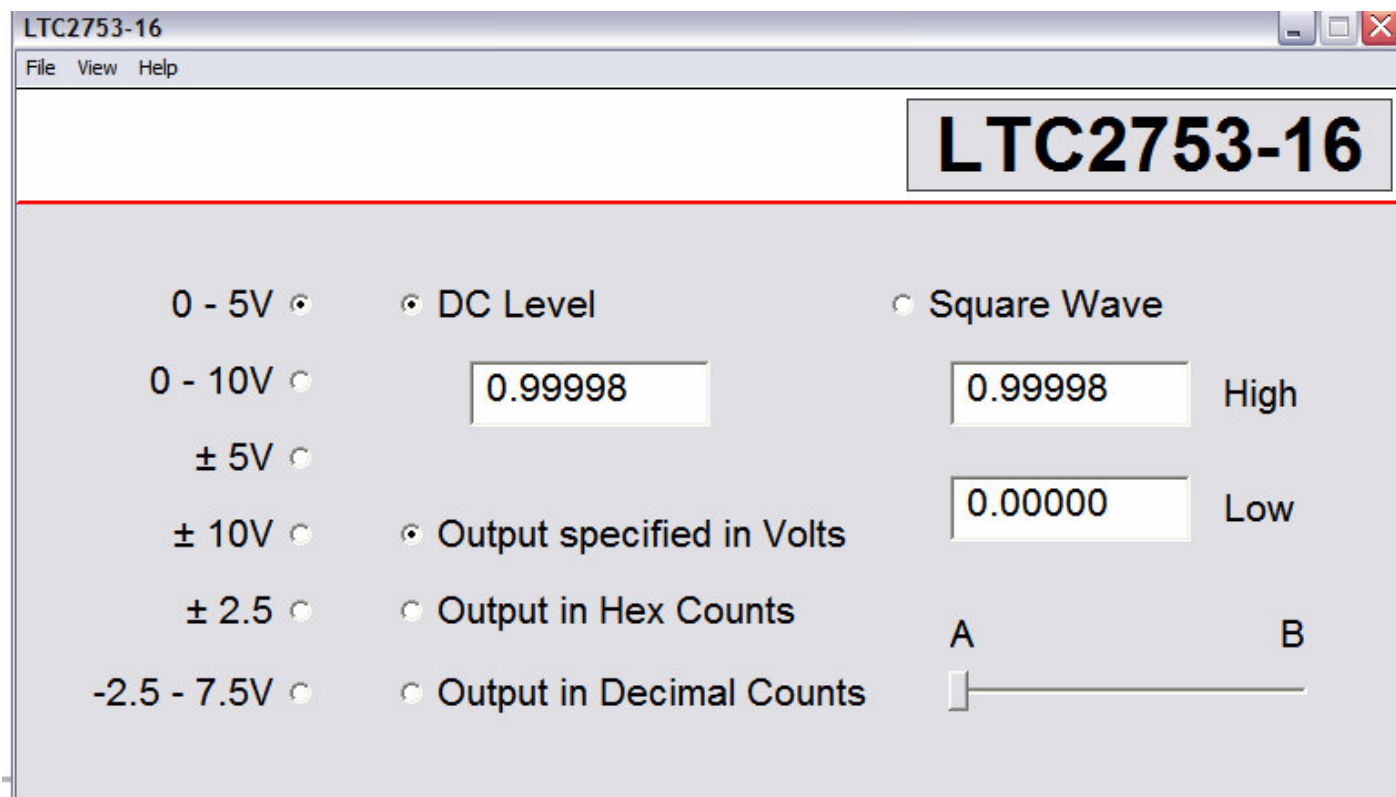 LTC2753-16
File View Help
LTC2753-16
0 - 5V DC Level Square Wave
0 - 10V 0.99998 0.99998 High
± 5V
0.00000 Low
± 10V Output specified in Volts
± 2.5 Output in Hex Counts
A B
-2.5 - 7.5V Output in Decimal Counts